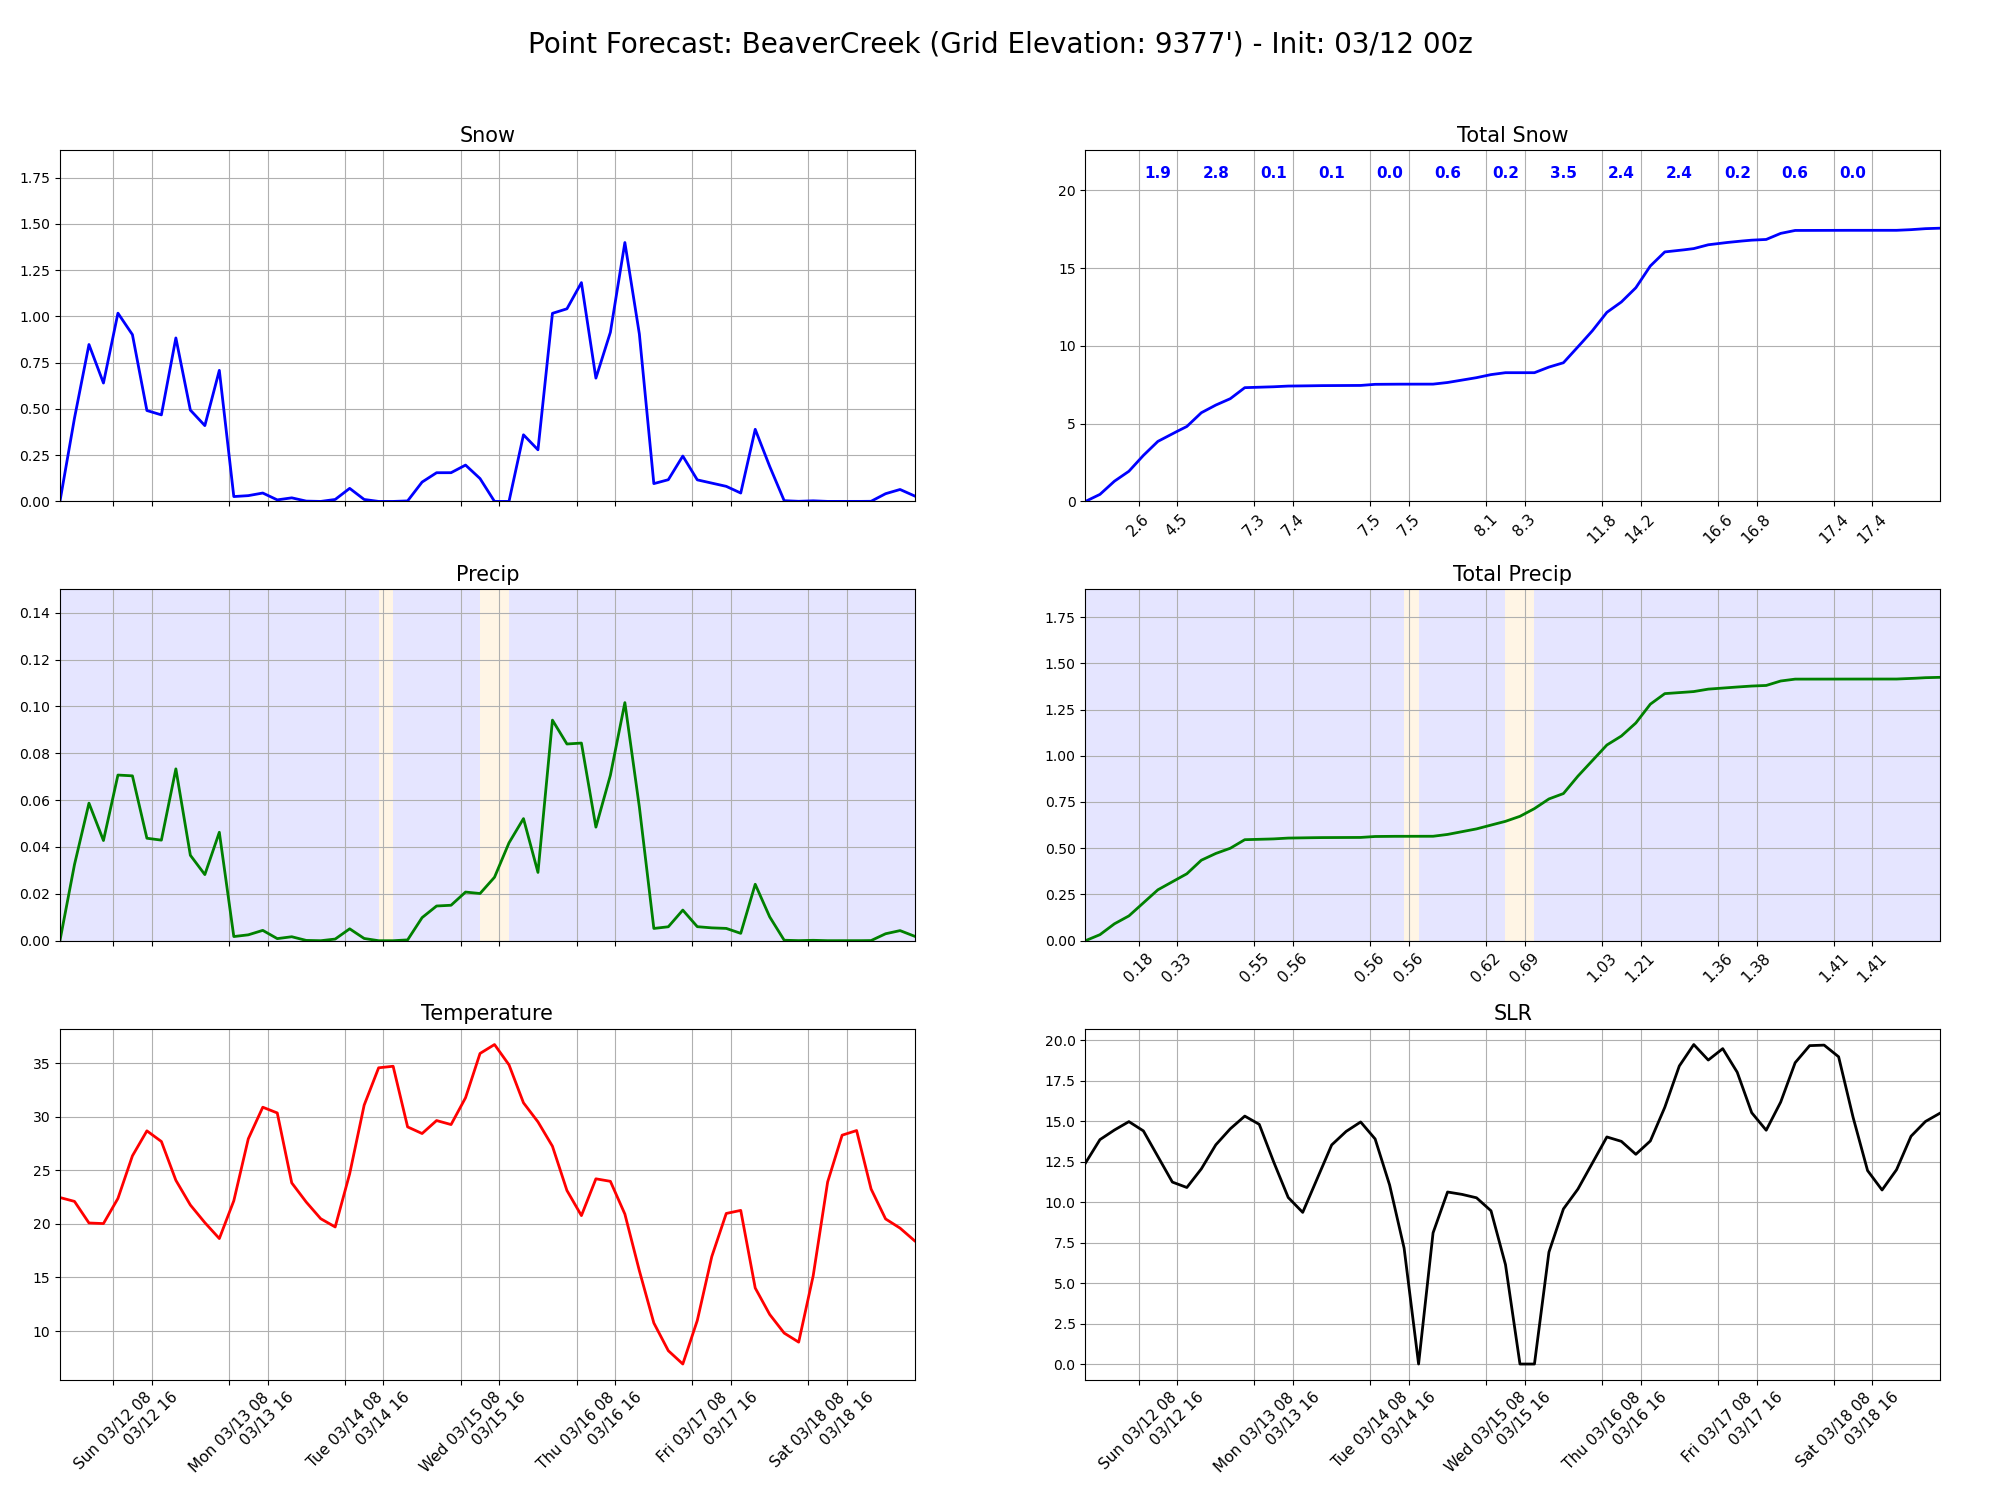 Point Forecast: BeaverCreek (Grid Elevation: 9377') - Init: 03/12 00z
Snow
1.75
1.50
1.25
1.00
0.75
0.50
0.25
0.00
Total Snow
1.9 2.8 0.1 0.1 0.0 0.6 0.2 3.5 2.4 2.4 0.2 0.6 0.0
20
15
10
5
0
2.6 4.5 7.3 7.4 7.5 7.5 8.1 8.3 11.8 14.2 16.6 16.8 17.4 17.4
Precip
0.14
0.12
0.10
0.08
0.06
0.04
0.02
0.00
Total Precip
1.75
1.50
1.25
1.00
0.75
0.50
0.25
0.00
0.18 0.33 0.55 0.56 0.56 0.56 0.62 0.69 1.03 1.21 1.36 1.38 1.41 1.41
Temperature
35
30
25
20
15
10
Sun 03/12 08
03/12 16
Mon 03/13 08
03/13 16
Tue 03/14 08
03/14 16
Wed 03/15 08
03/15 16
Thu 03/16 08
03/16 16
Fri 03/17 08
03/17 16
Sat 03/18 08
03/18 16
SLR
20.0
17.5
15.0
12.5
10.0
7.5
5.0
2.5
0.0
Sun 03/12 08
03/12 16
Mon 03/13 08
03/13 16
Tue 03/14 08
03/14 16
Wed 03/15 08
03/15 16
Thu 03/16 08
03/16 16
Fri 03/17 08
03/17 16
Sat 03/18 08
03/18 16